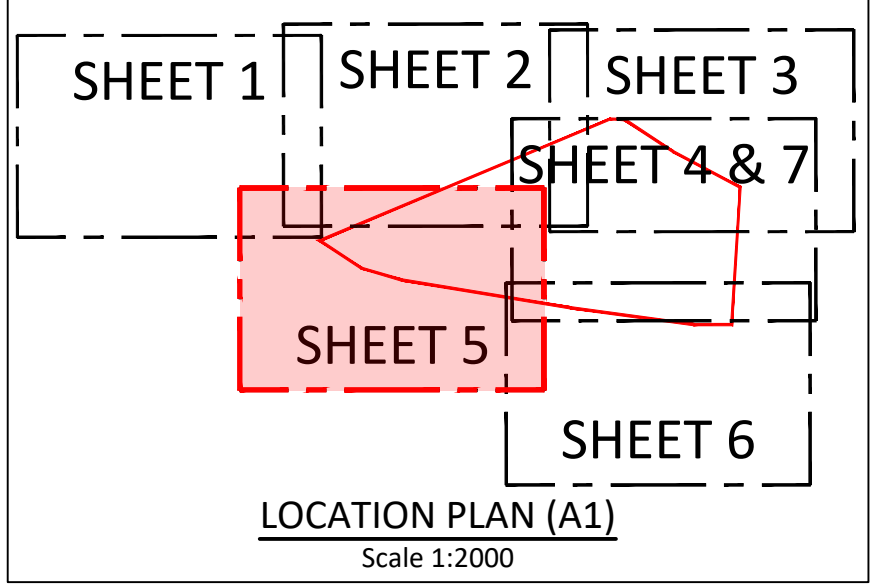 SHEET 1
SHEET 2
SHEET 3
SHEET 4 & 7
SHEET 5
SHEET 6
LOCATION PLAN (A1)
Scale 1:2000